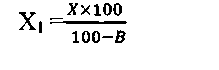 X₁ = X×100 / 100−B